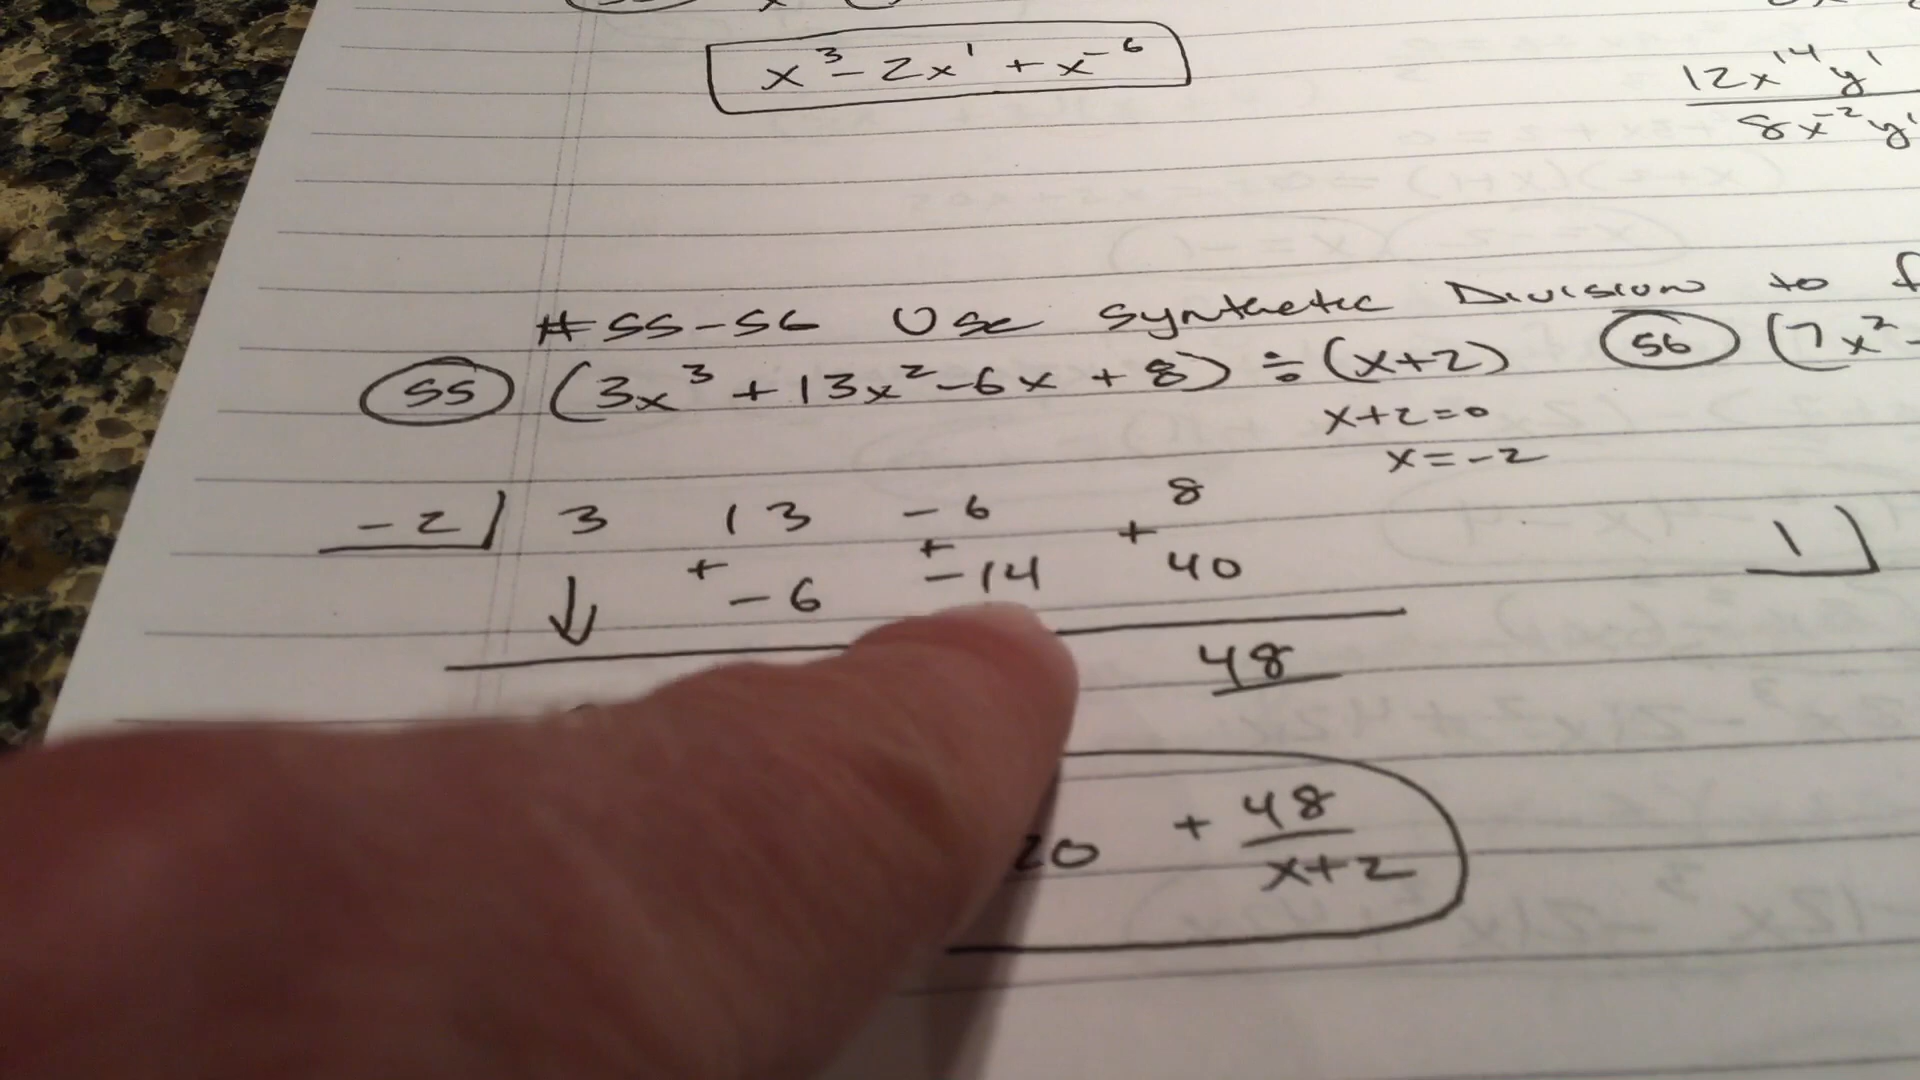 x³ - 2x¹ + x⁻⁶
12x¹⁴y¹
8x⁻²y¹
#55-56 Use Synthetic Division to f
55 (3x³ + 13x² - 6x + 8) ÷ (x+2) 56 (7x² -
x+2=0
x=-2
-2 3 13 -6 8
+ + +
-6 -14 40
1
48
20 + 48
x+2